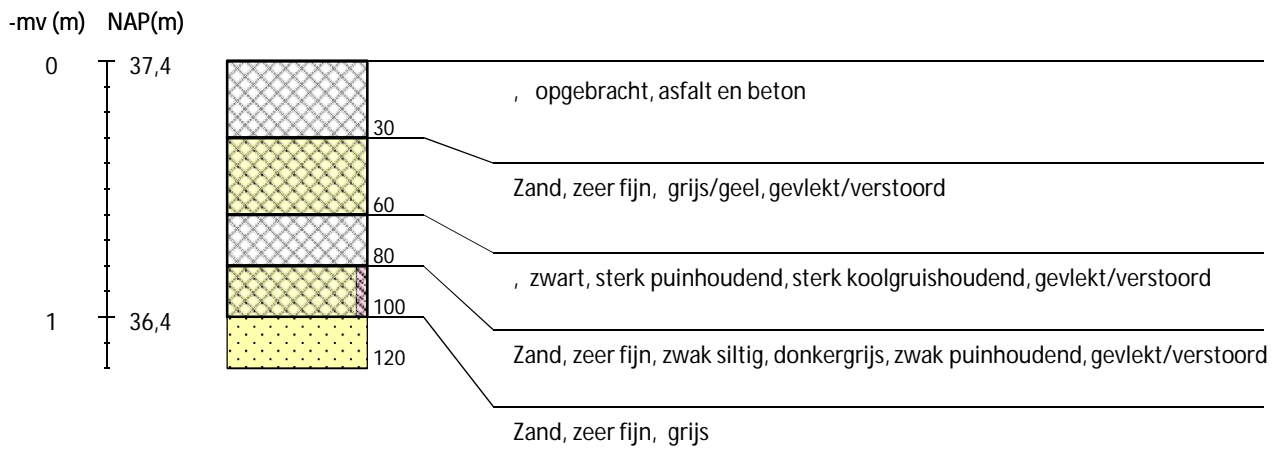 -mv (m) NAP(m)
0 37,4
, opgebracht, asfalt en beton
30
Zand, zeer fijn, grijs/geel, gevlekt/verstoord
60
, zwart, sterk puinhoudend, sterk koolgruishoudend, gevlekt/verstoord
80
100
1 36,4
Zand, zeer fijn, zwak siltig, donkergrijs, zwak puinhoudend, gevlekt/verstoord
120
Zand, zeer fijn, grijs